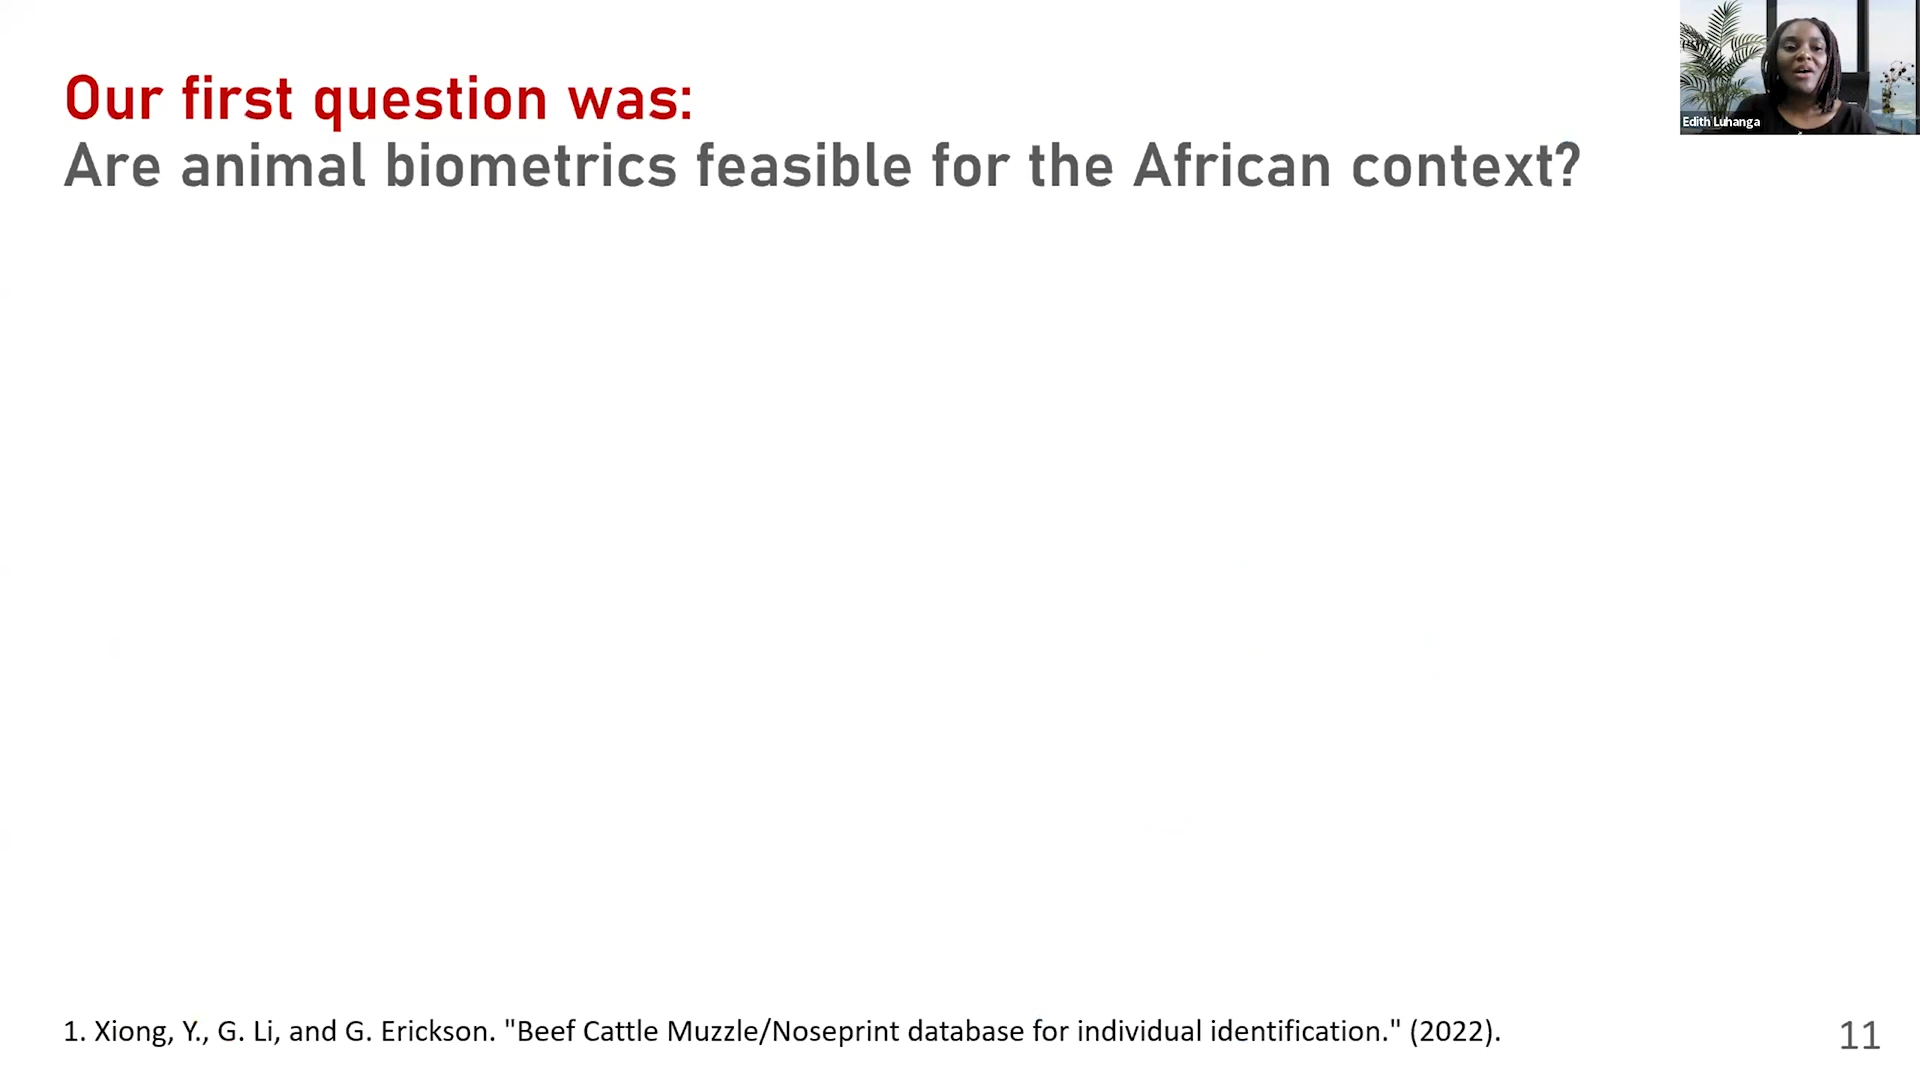 Our first question was:
Are animal biometrics feasible for the African context?
Edith Luhanga
1. Xiong, Y., G. Li, and G. Erickson. "Beef Cattle Muzzle/Noseprint database for individual identification." (2022).
11